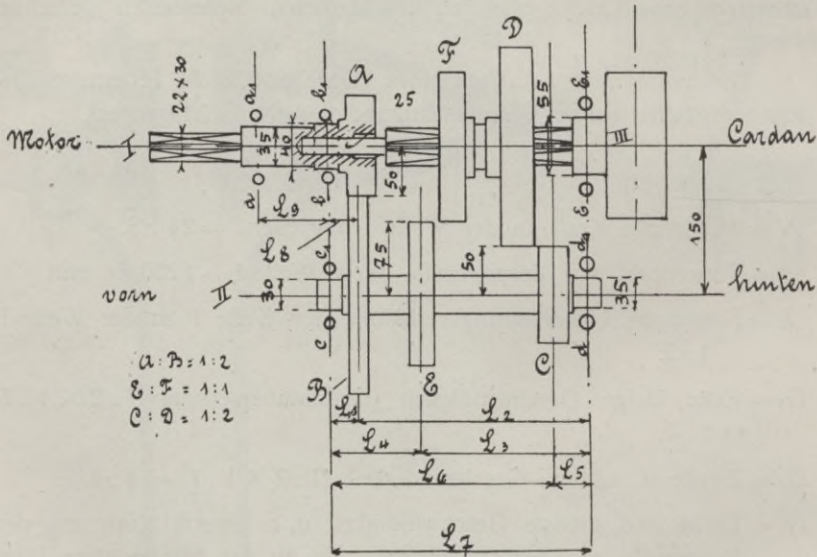 D
F
A
25
55
E1
a1
b1
22 x 30
35
40
Motor
I
III
Cardan
50
a
b
E
L9
L8
c1
75
50
d1
150
vorn
II
30
35
hinten
c
d
A : B = 1 : 2
E : F = 1 : 1
C : D = 1 : 2
B
E
C
L1
L2
L4
L3
L6
L5
L7